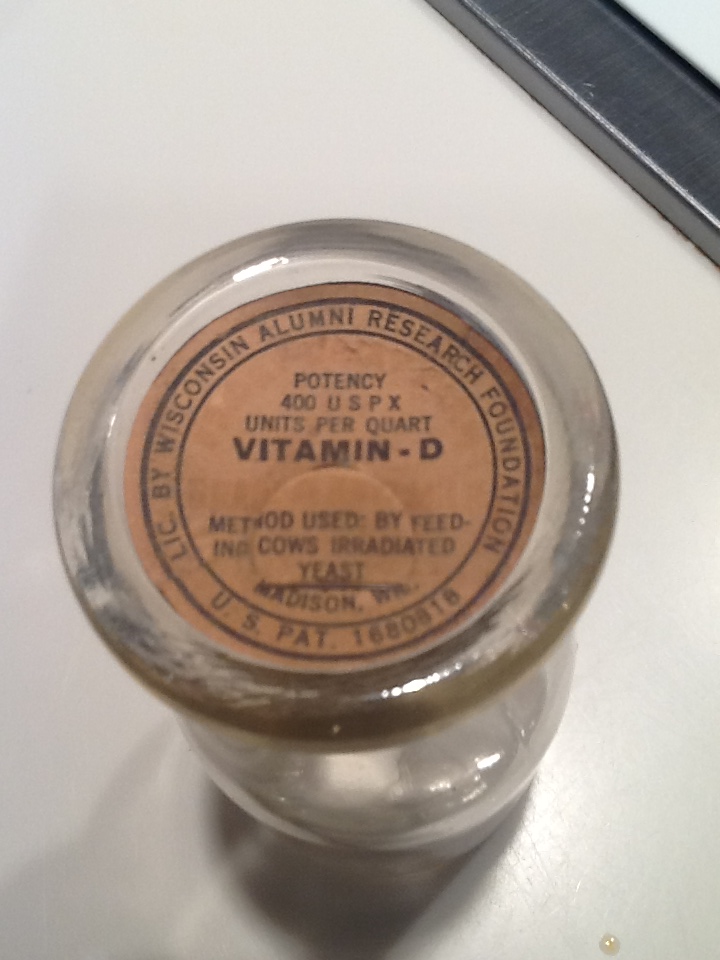 LIC. BY WISCONSIN ALUMNI RESEARCH FOUNDATION
POTENCY
400 U S P X
UNITS PER QUART
VITAMIN - D
METHOD USED: BY FEED-
ING COWS IRRADIATED
YEAST
MADISON, WIS.
U. S. PAT. 1680818